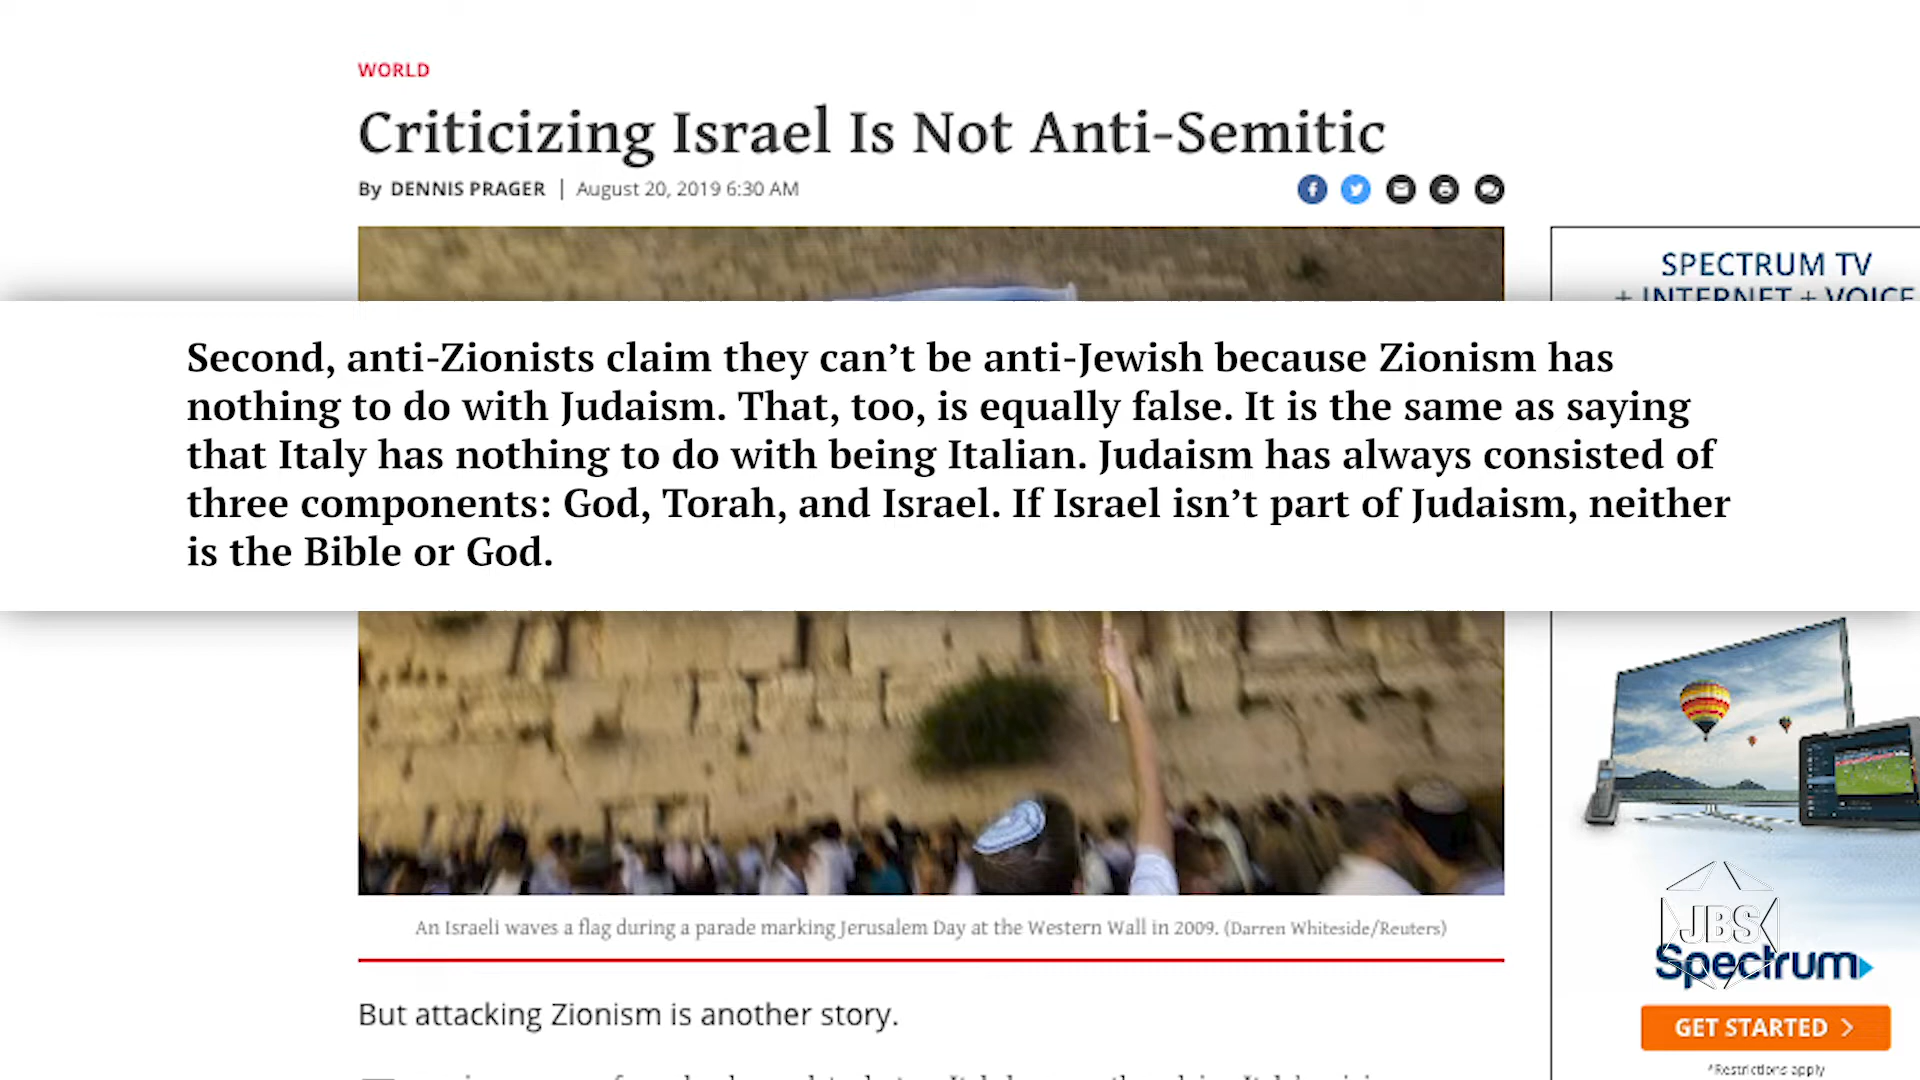 WORLD
Criticizing Israel Is Not Anti-Semitic
By DENNIS PRAGER | August 20, 2019 6:30 AM
SPECTRUM TV
+ INTERNET + VOICE
Second, anti-Zionists claim they can’t be anti-Jewish because Zionism has
nothing to do with Judaism. That, too, is equally false. It is the same as saying
that Italy has nothing to do with being Italian. Judaism has always consisted of
three components: God, Torah, and Israel. If Israel isn’t part of Judaism, neither
is the Bible or God.
An Israeli waves a flag during a parade marking Jerusalem Day at the Western Wall in 2009. (Darren Whiteside/Reuters)
But attacking Zionism is another story.
JBS
Spectrum
GET STARTED
*Restrictions apply